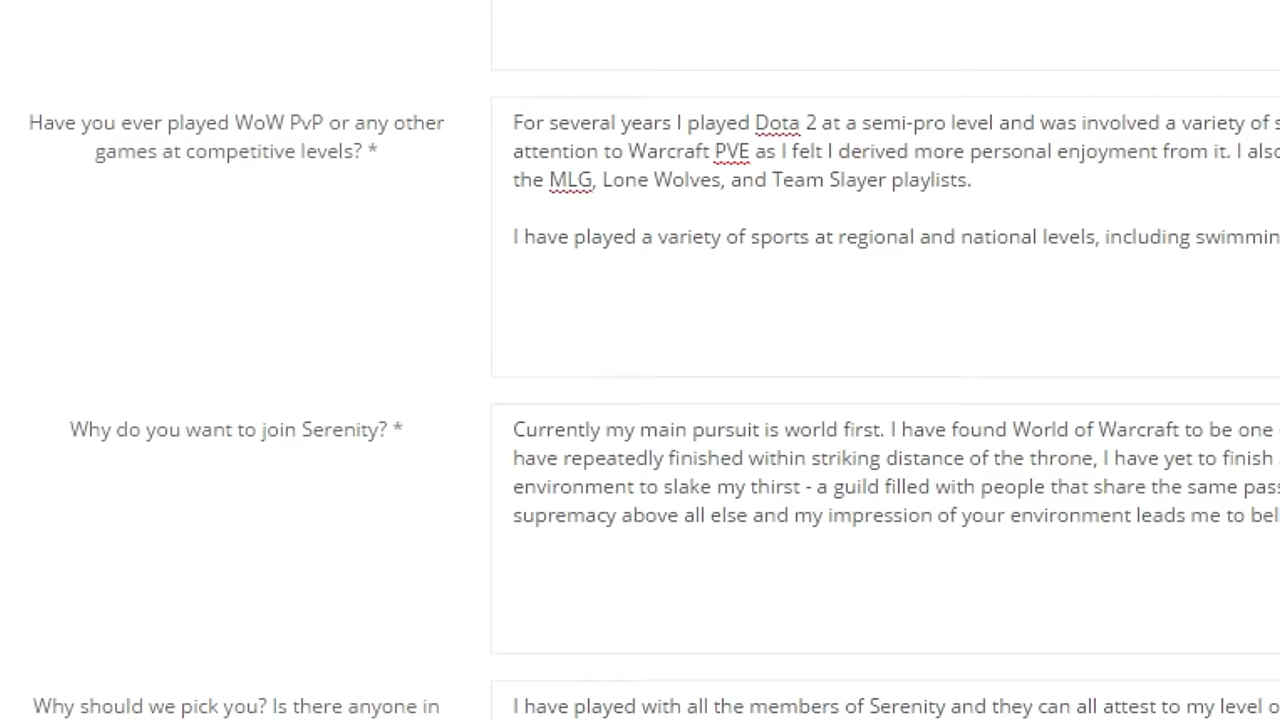 Have you ever played WoW PvP or any other
games at competitive levels? *
For several years I played Dota 2 at a semi-pro level and was involved a variety of
attention to Warcraft PVE as I felt I derived more personal enjoyment from it. I also
the MLG, Lone Wolves, and Team Slayer playlists.
I have played a variety of sports at regional and national levels, including
Why do you want to join Serenity? *
Currently my main pursuit is world first. I have found World of Warcraft to be one
have repeatedly finished within striking distance of the throne, I have yet to finish
environment to slake my thirst - a guild filled with people that share the same
supremacy above all else and my impression of your environment leads me to
Why should we pick you? Is there anyone in
I have played with all the members of Serenity and they can all attest to my level